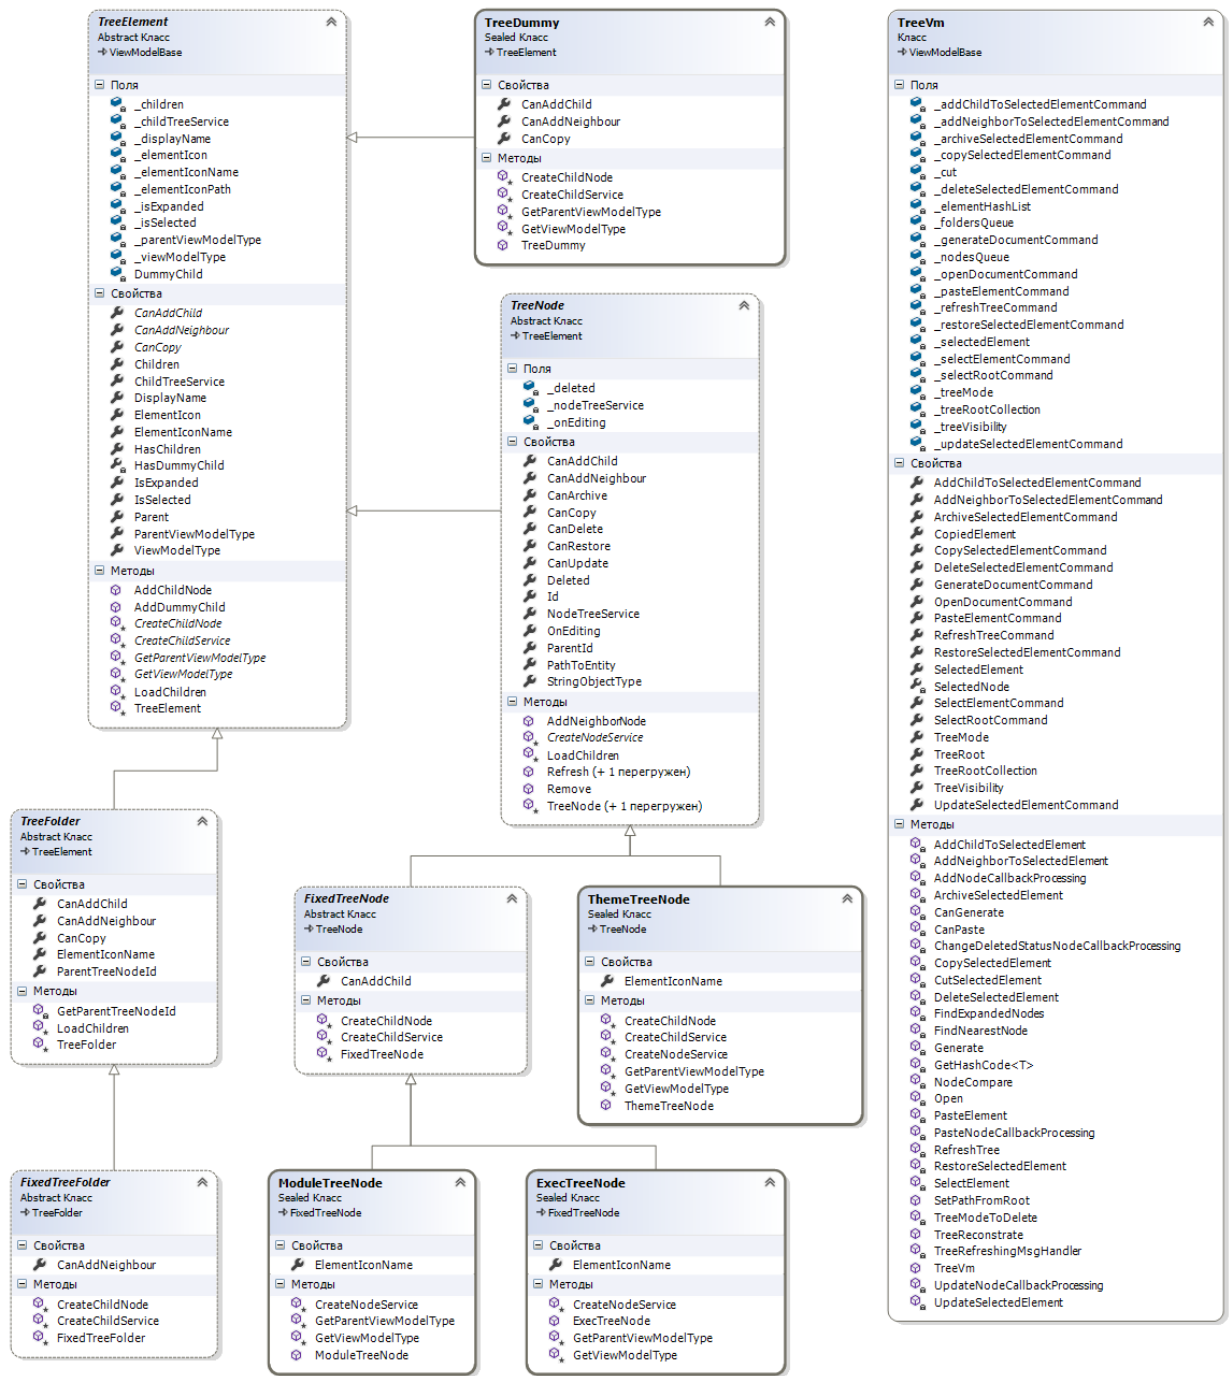 TreeElement
Abstract Класс
ViewModelBase
Поля
_children
_childTreeService
_displayName
_elementIcon
_elementIconName
_elementIconPath
_isExpanded
_isSelected
_parentViewModelType
_viewModelType
DummyChild
Свойства
CanAddChild
CanAddNeighbour
CanCopy
Children
ChildTreeService
DisplayName
ElementIcon
ElementIconName
HasChildren
HasDummyChild
IsExpanded
IsSelected
Parent
ParentViewModelType
ViewModelType
Методы
AddChildNode
AddDummyChild
CreateChildNode
CreateChildService
GetParentViewModelType
GetViewModelType
LoadChildren
TreeElement
TreeDummy
Sealed Класс
TreeElement
Свойства
CanAddChild
CanAddNeighbour
CanCopy
Методы
CreateChildNode
CreateChildService
GetParentViewModelType
GetViewModelType
TreeDummy
TreeNode
Abstract Класс
TreeElement
Поля
_deleted
_nodeTreeService
_onEditing
Свойства
CanAddChild
CanAddNeighbour
CanArchive
CanCopy
CanDelete
CanRestore
CanUpdate
Deleted
Id
NodeTreeService
OnEditing
ParentId
PathToEntity
StringObjectType
Методы
AddNeighborNode
CreateNodeService
LoadChildren
Refresh (+ 1 перегружен)
Remove
TreeNode (+ 1 перегружен)
TreeFolder
Abstract Класс
TreeElement
Свойства
CanAddChild
CanAddNeighbour
CanCopy
ElementIconName
ParentTreeNodeId
Методы
GetParentTreeNodeId
LoadChildren
TreeFolder
FixedTreeNode
Abstract Класс
TreeNode
Свойства
CanAddChild
Методы
CreateChildNode
CreateChildService
FixedTreeNode
ThemeTreeNode
Sealed Класс
TreeNode
Свойства
ElementIconName
Методы
CreateChildNode
CreateChildService
CreateNodeService
GetParentViewModelType
GetViewModelType
ThemeTreeNode
FixedTreeFolder
Abstract Класс
TreeFolder
Свойства
CanAddNeighbour
Методы
CreateChildNode
CreateChildService
FixedTreeFolder
ModuleTreeNode
Sealed Класс
FixedTreeNode
Свойства
ElementIconName
Методы
CreateNodeService
GetParentViewModelType
GetViewModelType
ModuleTreeNode
ExecTreeNode
Sealed Класс
FixedTreeNode
Свойства
ElementIconName
Методы
CreateNodeService
ExecTreeNode
GetParentViewModelType
GetViewModelType
TreeVm
Класс
ViewModelBase
Поля
_addChildToSelectedElementCommand
_addNeighborToSelectedElementCommand
_archiveSelectedElementCommand
_copySelectedElementCommand
_cut
_deleteSelectedElementCommand
_elementHashList
_foldersQueue
_generateDocumentCommand
_nodesQueue
_openDocumentCommand
_pasteElementCommand
_refreshTreeCommand
_restoreSelectedElementCommand
_selectedElement
_selectElementCommand
_selectRootCommand
_treeMode
_treeRootCollection
_treeVisibility
_updateSelectedElementCommand
Свойства
AddChildToSelectedElementCommand
AddNeighborToSelectedElementCommand
ArchiveSelectedElementCommand
CopiedElement
CopySelectedElementCommand
DeleteSelectedElementCommand
GenerateDocumentCommand
OpenDocumentCommand
PasteElementCommand
RefreshTreeCommand
RestoreSelectedElementCommand
SelectedElement
SelectedNode
SelectElementCommand
SelectRootCommand
TreeMode
TreeRoot
TreeRootCollection
TreeVisibility
UpdateSelectedElementCommand
Методы
AddChildToSelectedElement
AddNeighborToSelectedElement
AddNodeCallbackProcessing
ArchiveSelectedElement
CanGenerate
CanPaste
ChangeDeletedStatusNodeCallbackProcessing
CopySelectedElement
CutSelectedElement
DeleteSelectedElement
FindExpandedNodes
FindNearestNode
Generate
GetHashCode<T>
NodeCompare
Open
PasteElement
PasteNodeCallbackProcessing
RefreshTree
RestoreSelectedElement
SelectElement
SetPathFromRoot
TreeModeToDelete
TreeReconstrate
TreeRefreshingMsgHandler
TreeVm
UpdateNodeCallbackProcessing
UpdateSelectedElement